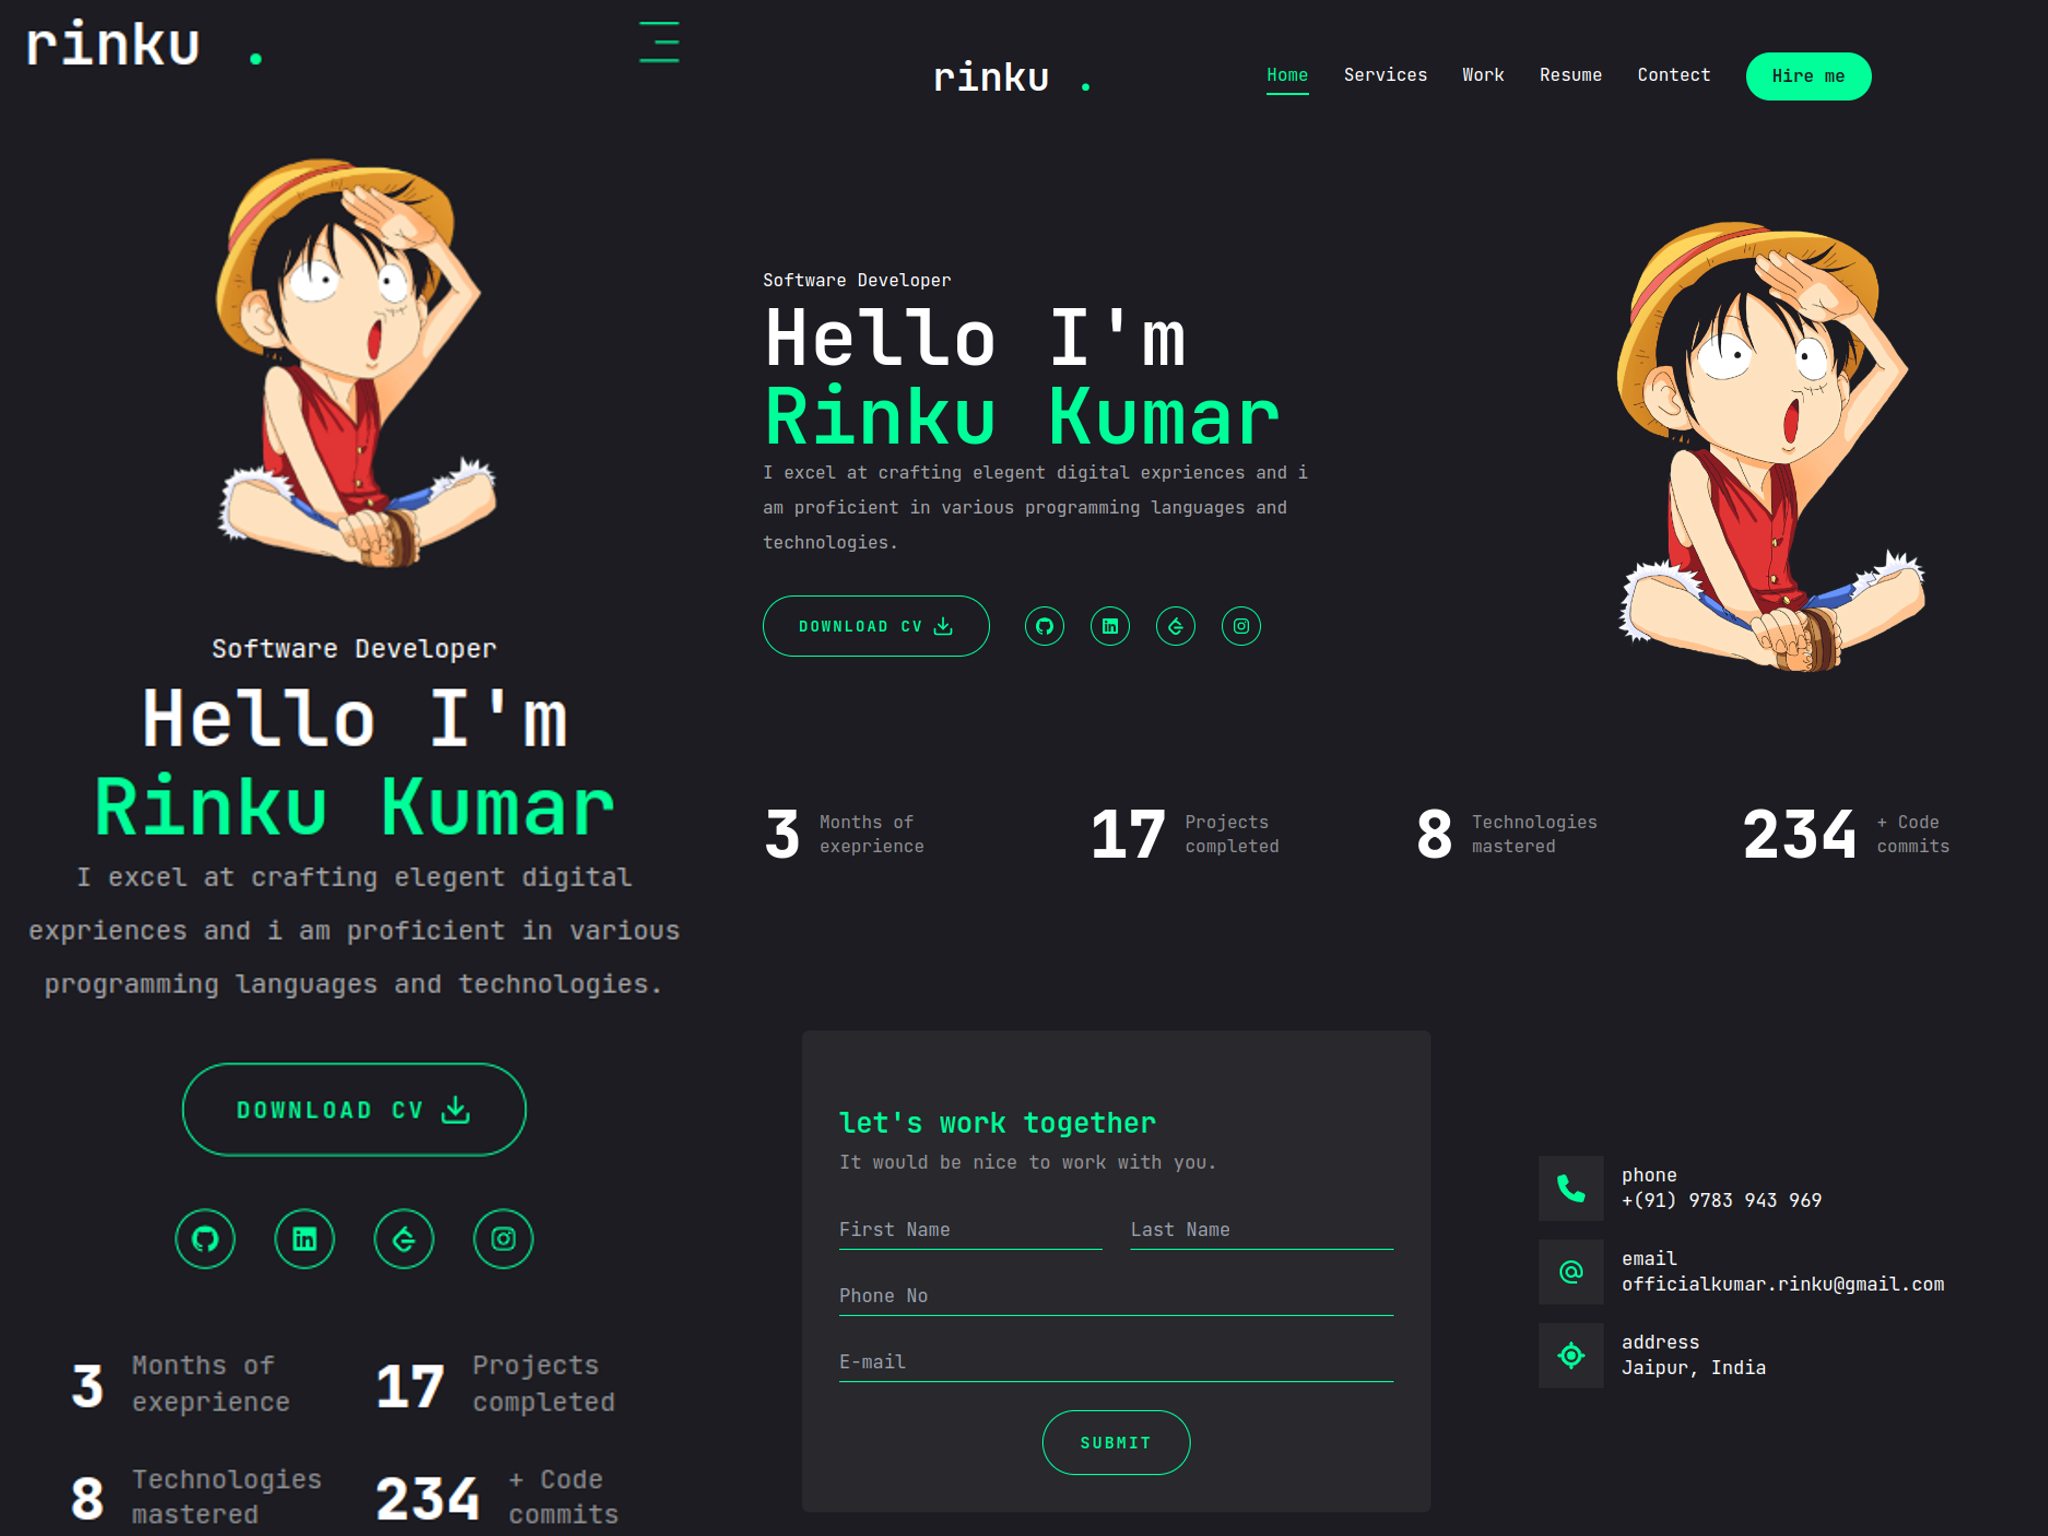 rinku .
Software Developer
Hello I'm
Rinku Kumar
I excel at crafting elegent digital
expriences and i am proficient in various
programming languages and technologies.
DOWNLOAD CV
3 Months of
exeprience
17 Projects
completed
8 Technologies
mastered
234 + Code
commits
rinku .
Home Services Work Resume Contect Hire me
Software Developer
Hello I'm
Rinku Kumar
I excel at crafting elegent digital expriences and i
am proficient in various programming languages and
technologies.
DOWNLOAD CV
3 Months of
exeprience
17 Projects
completed
8 Technologies
mastered
234 + Code
commits
let's work together
It would be nice to work with you.
First Name Last Name
Phone No
E-mail
SUBMIT
phone
+(91) 9783 943 969
email
officialkumar.rinku@gmail.com
address
Jaipur, India